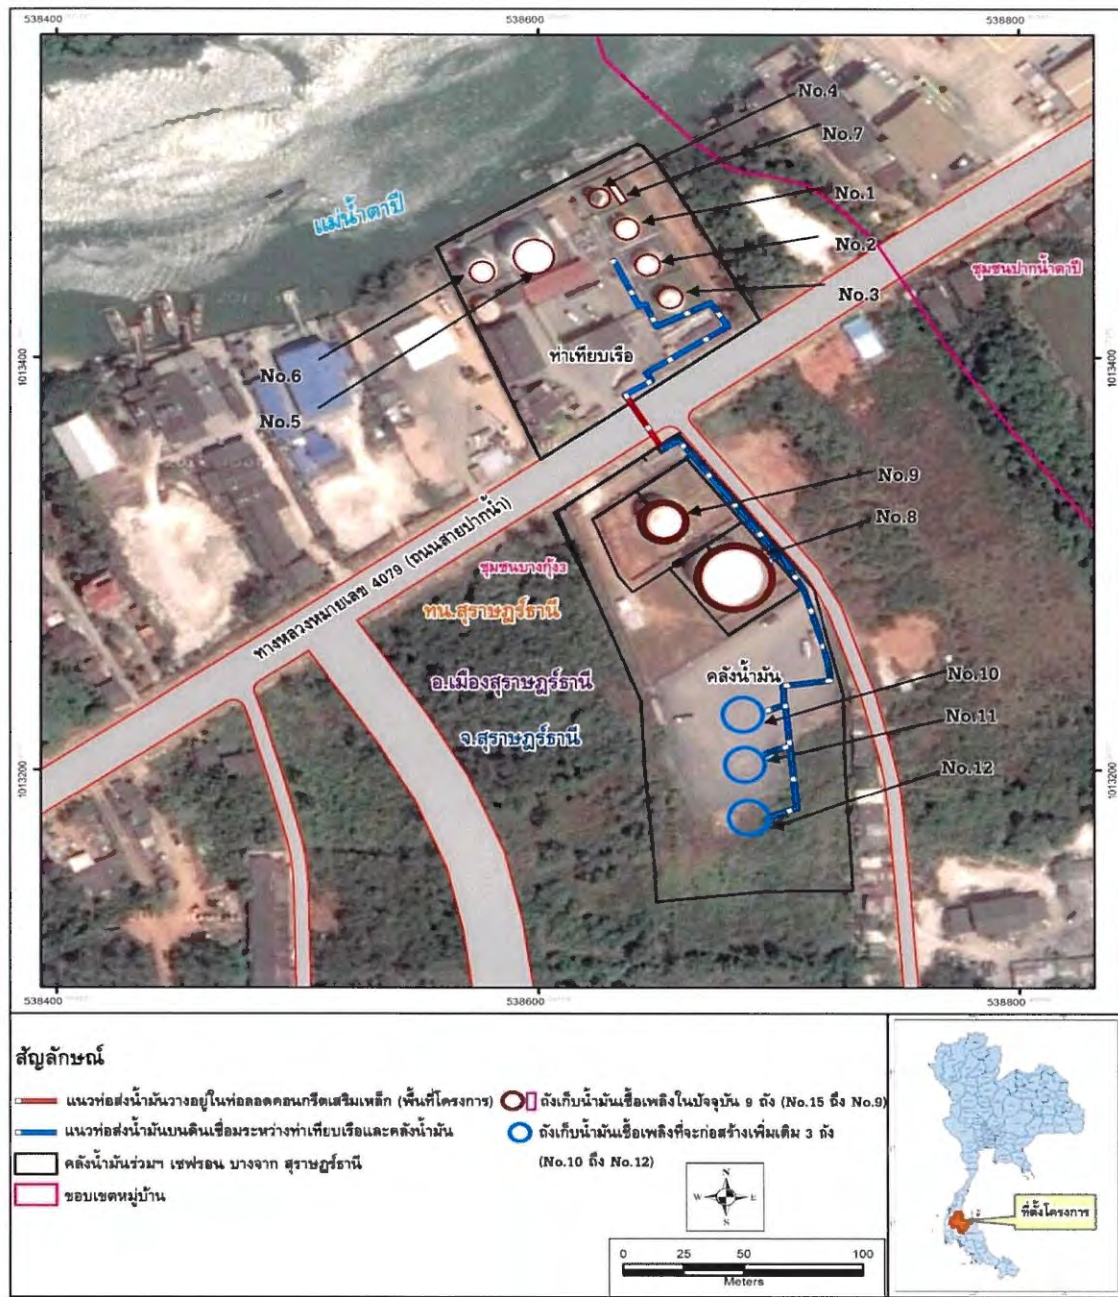 538400
538600
538800
No.4
No.7
No.1
No.2
No.3
แม่น้ำตาปี
ชุมชนปากน้ำตาปี
ท่าเทียบเรือ
1013400
1013400
No.6
No.5
No.9
No.8
ทางหลวงหมายเลข 4079 (ถนนสายปากน้ำ)
ชุมชนบางกุ้ง3
ทน.สุราษฎร์ธานี
อ.เมืองสุราษฎร์ธานี
จ.สุราษฎร์ธานี
คลังน้ำมัน
No.10
No.11
No.12
1013200
1013200
538400
538600
538800
สัญลักษณ์
แนวท่อส่งน้ำมันวางอยู่ในท่อลอดคอนกรีตเสริมเหล็ก (พื้นที่โครงการ)
แนวท่อส่งน้ำมันบนดินเชื่อมระหว่างท่าเทียบเรือและคลังน้ำมัน
คลังน้ำมันร่วมฯ เชฟรอน บางจาก สุราษฎร์ธานี
ขอบเขตหมู่บ้าน
ถังเก็บน้ำมันเชื้อเพลิงในปัจจุบัน 9 ถัง (No.15 ถึง No.9)
ถังเก็บน้ำมันเชื้อเพลิงที่จะก่อสร้างเพิ่มเติม 3 ถัง
(No.10 ถึง No.12)
N
W
E
S
0 25 50 100
Meters
ที่ตั้งโครงการ